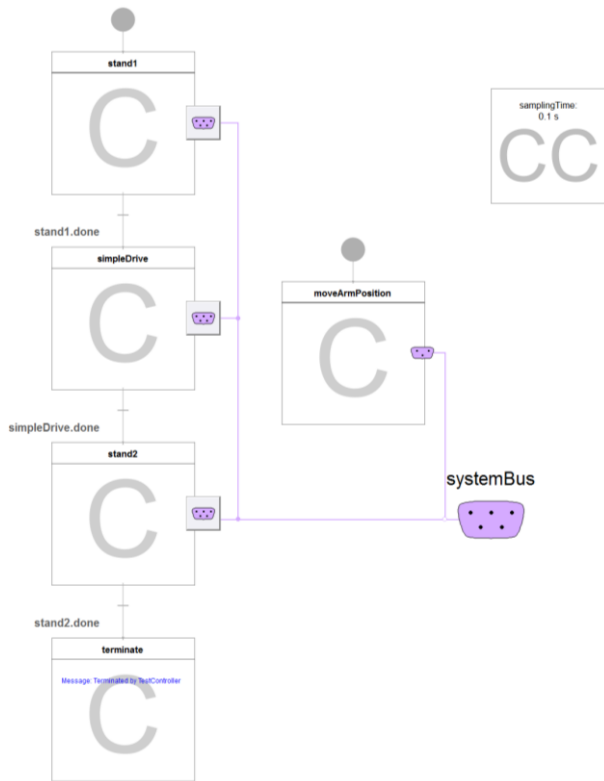 stand1
C
samplingTime:
0.1 s
CC
stand1.done
simpleDrive
C
moveArmPosition
C
simpleDrive.done
stand2
C
systemBus
stand2.done
terminate
Message: Terminated by TestController
C